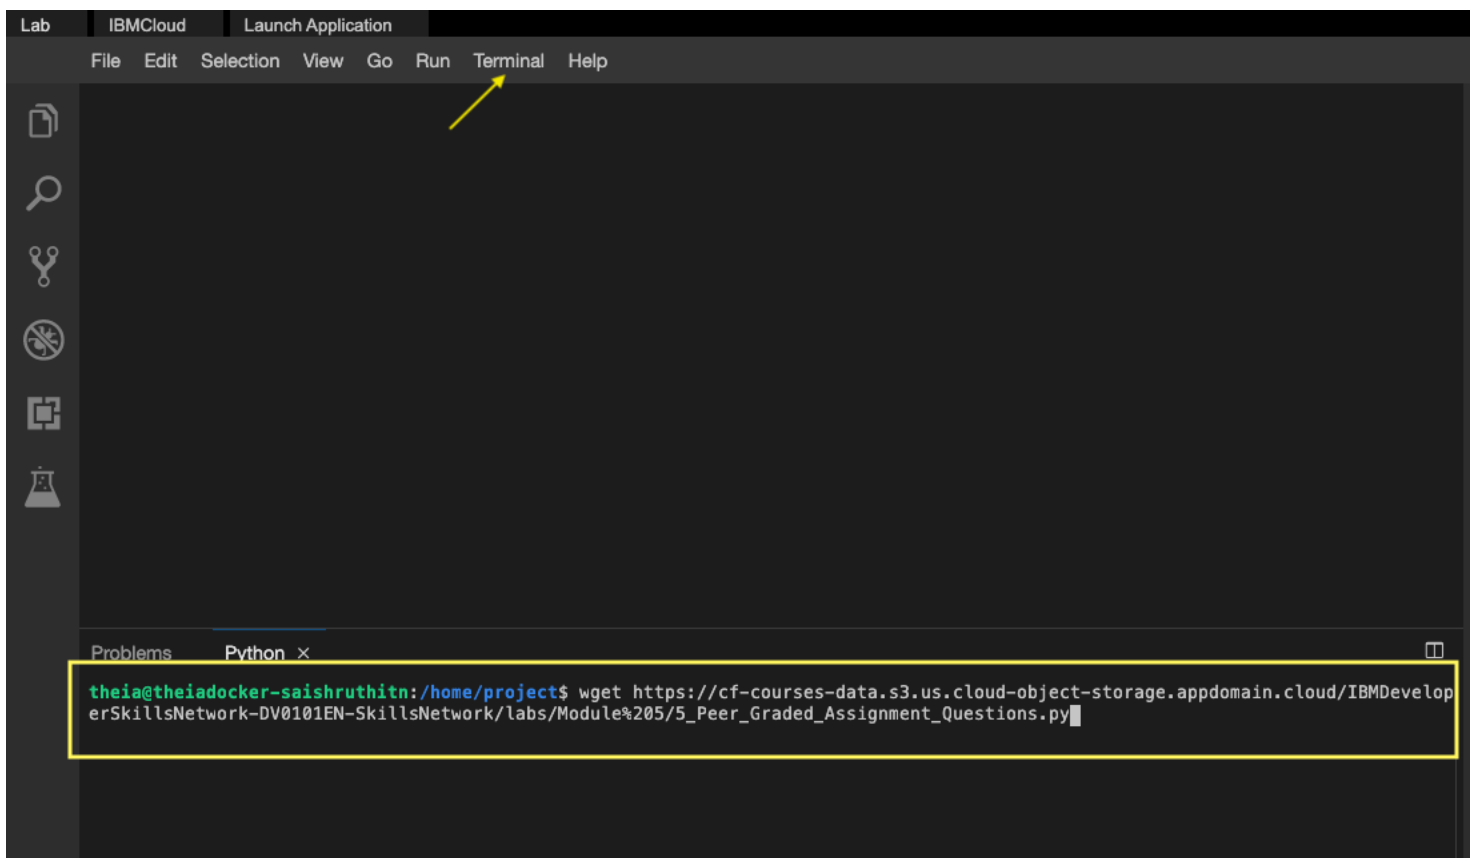 Lab IBMCloud Launch Application
File Edit Selection View Go Run Terminal Help
Problems Python ×
theia@theiadocker-saishruthitn:/home/project$ wget https://cf-courses-data.s3.us.cloud-object-storage.appdomain.cloud/IBMDevelop
erSkillsNetwork-DV0101EN-SkillsNetwork/labs/Module%205/5_Peer_Graded_Assignment_Questions.py